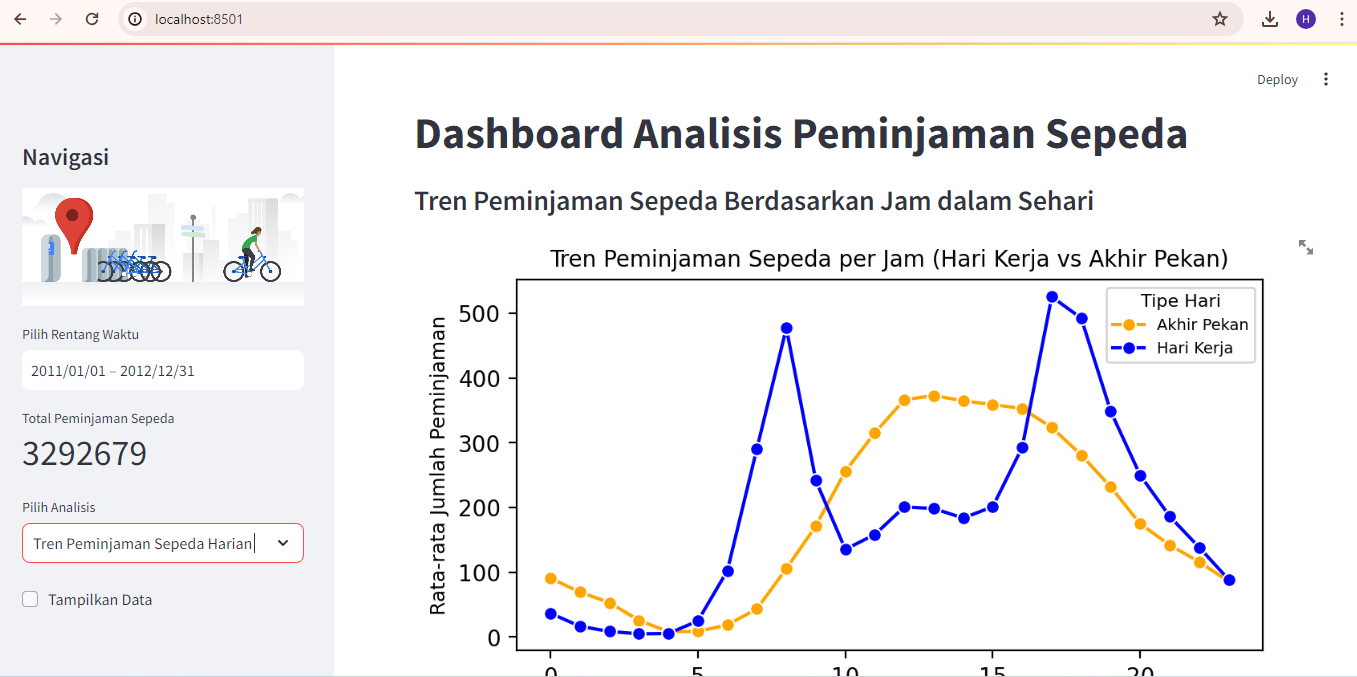 localhost:8501
H
Deploy
Navigasi
Pilih Rentang Waktu
2011/01/01 – 2012/12/31
Total Peminjaman Sepeda
3292679
Pilih Analisis
Tren Peminjaman Sepeda Harian
Tampilkan Data
Dashboard Analisis Peminjaman Sepeda
Tren Peminjaman Sepeda Berdasarkan Jam dalam Sehari
Tren Peminjaman Sepeda per Jam (Hari Kerja vs Akhir Pekan)
Tipe Hari
Akhir Pekan
Hari Kerja
Rata-rata Jumlah Peminjaman
500
400
300
200
100
0
0 5 10 15 20